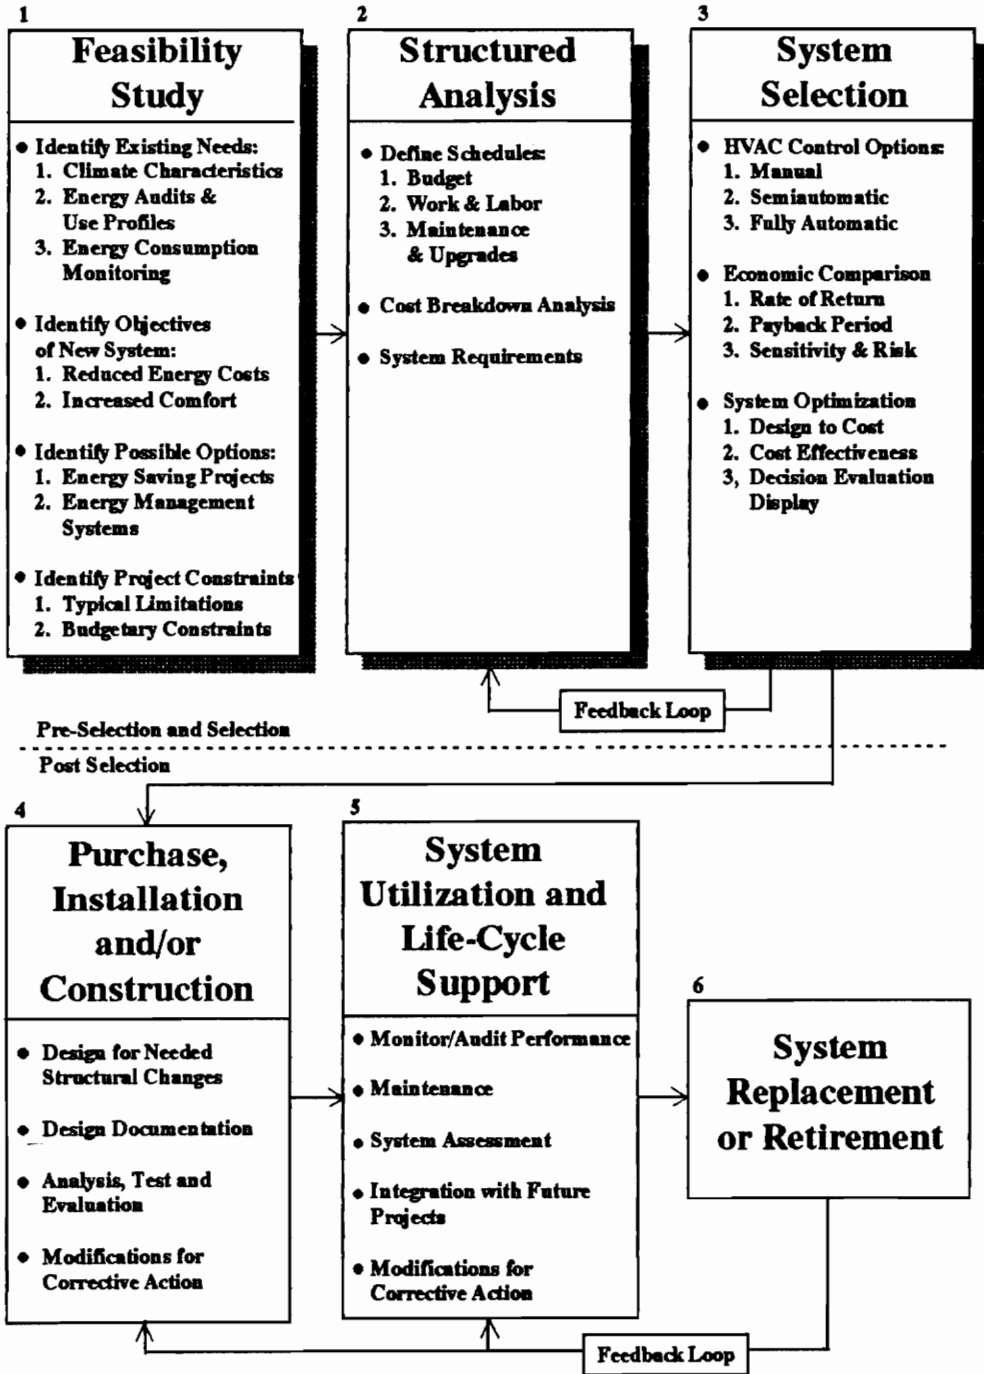 1
Feasibility
Study
● Identify Existing Needs:
1. Climate Characteristics
2. Energy Audits &
Use Profiles
3. Energy Consumption
Monitoring
● Identify Objectives
of New System:
1. Reduced Energy Costs
2. Increased Comfort
● Identify Possible Options:
1. Energy Saving Projects
2. Energy Management
Systems
● Identify Project Constraints
1. Typical Limitations
2. Budgetary Constraints
2
Structured
Analysis
● Define Schedules:
1. Budget
2. Work & Labor
3. Maintenance
& Upgrades
● Cost Breakdown Analysis
● System Requirements
3
System
Selection
● HVAC Control Options:
1. Manual
2. Semiautomatic
3. Fully Automatic
● Economic Comparison
1. Rate of Return
2. Payback Period
3. Sensitivity & Risk
● System Optimization
1. Design to Cost
2. Cost Effectiveness
3, Decision Evaluation
Display
Feedback Loop
Pre-Selection and Selection
Post Selection
4
Purchase,
Installation
and/or
Construction
● Design for Needed
Structural Changes
● Design Documentation
● Analysis, Test and
Evaluation
● Modifications for
Corrective Action
5
System
Utilization and
Life-Cycle
Support
● Monitor/Audit Performance
● Maintenance
● System Assessment
● Integration with Future
Projects
● Modifications for
Corrective Action
6
System
Replacement
or Retirement
Feedback Loop